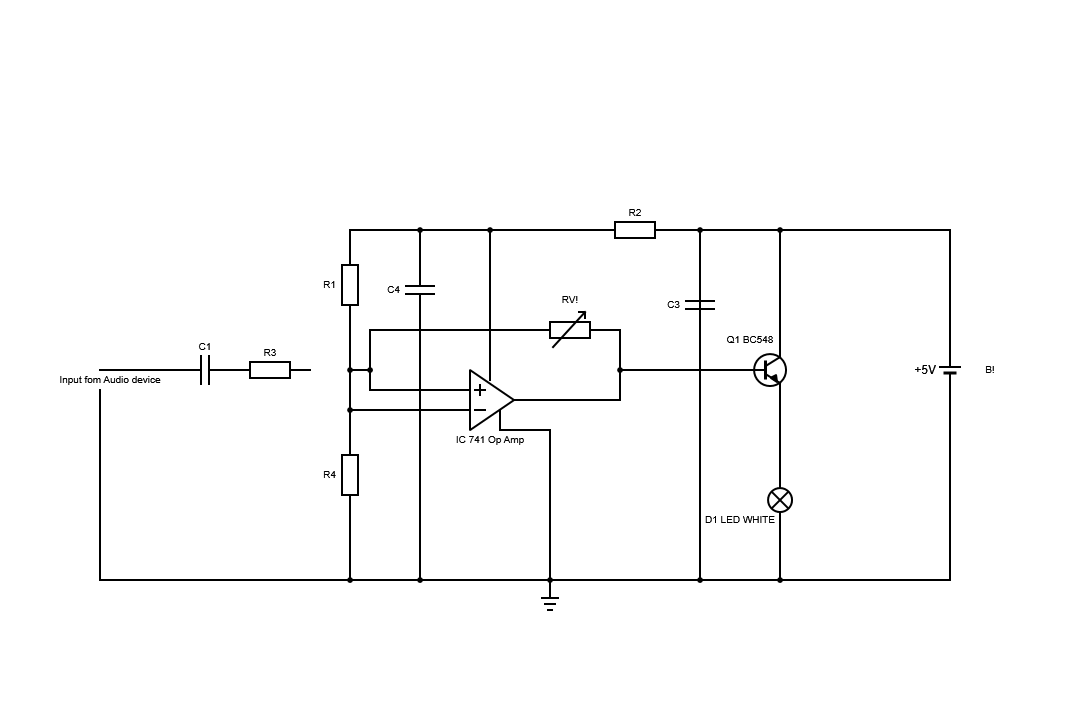 R2
R1
C4
RV!
C3
Q1 BC548
C1
R3
Input fom Audio device
+5V
B!
IC 741 Op Amp
R4
D1 LED WHITE